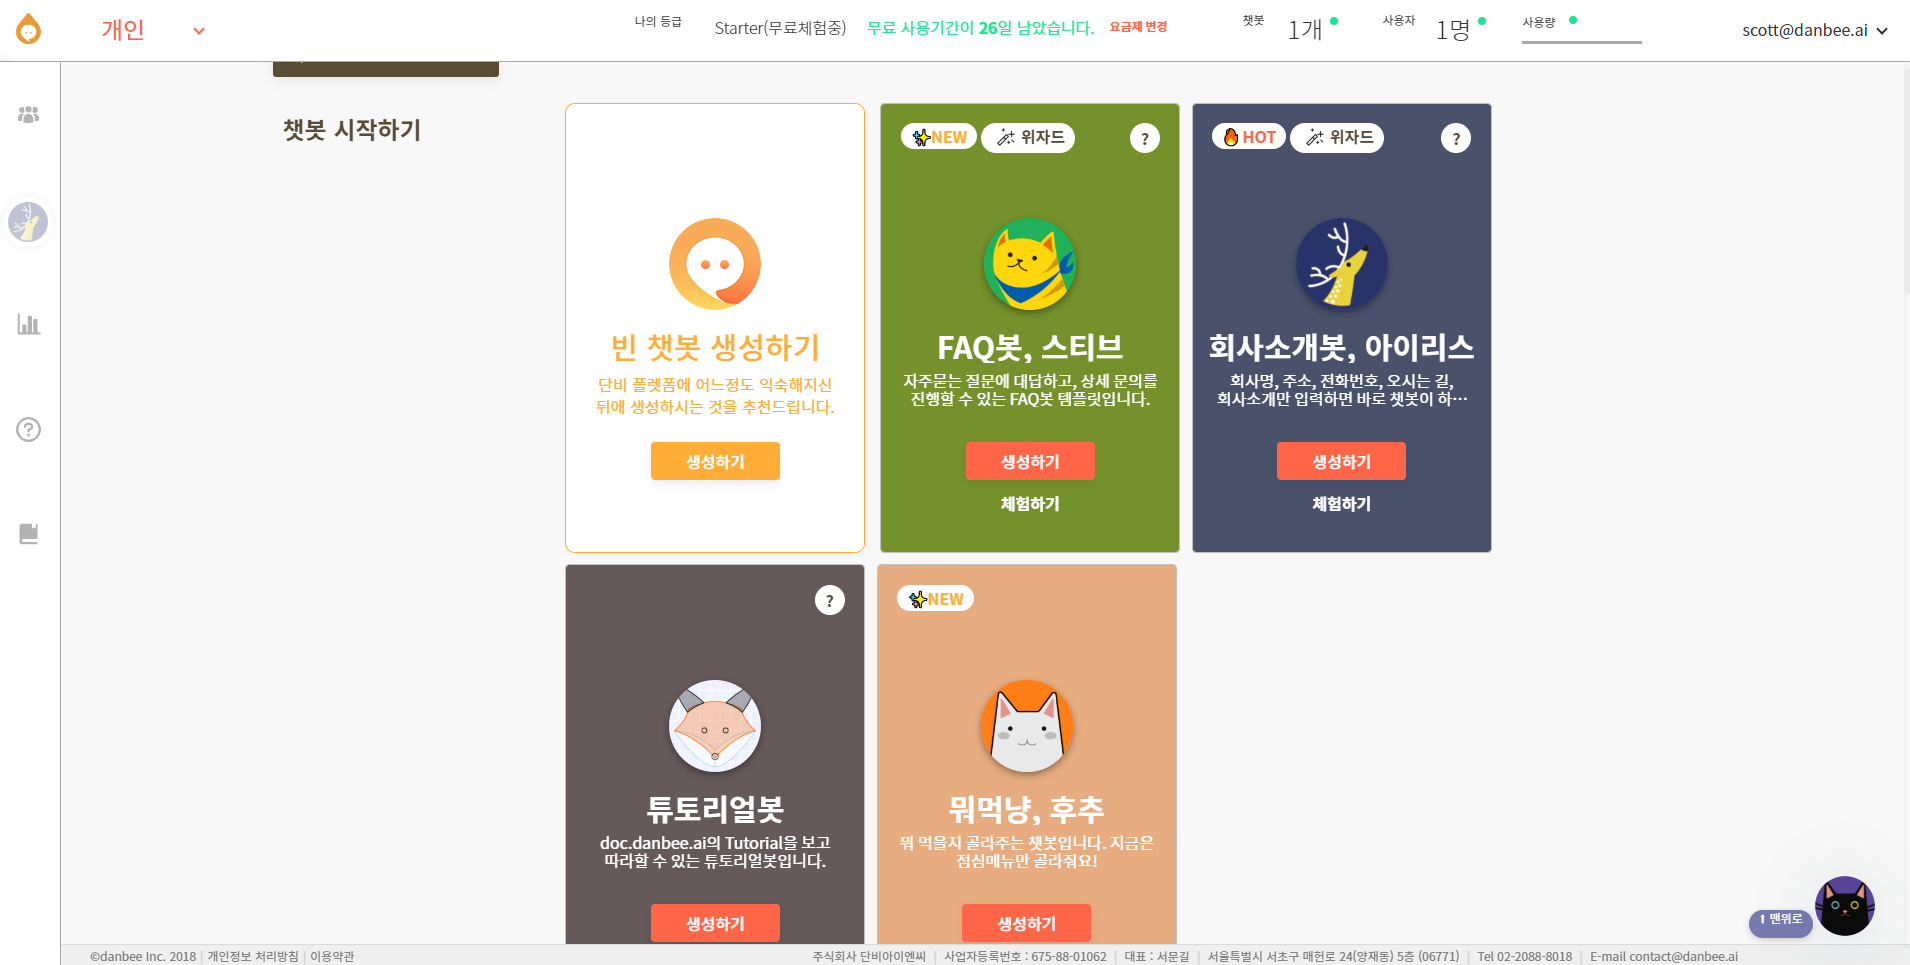 개인
나의 등급
Starter(무료체험중)
무료 사용기간이 26일 남았습니다.
요금제 변경
챗봇
1개
사용자
1명
사용량
scott@danbee.ai
챗봇 시작하기
빈 챗봇 생성하기
단비 플렛폼에 어느정도 익숙해지신
뒤에 생성하시는 것을 추천드립니다.
생성하기
NEW
위자드
?
FAQ봇, 스티브
자주묻는 질문에 대답하고, 상세 문의를
진행할 수 있는 FAQ봇 템플릿입니다.
생성하기
체험하기
HOT
위자드
?
회사소개봇, 아이리스
회사명, 주소, 전화번호, 오시는 길,
회사소개만 입력하면 바로 챗봇이 하…
생성하기
체험하기
?
튜토리얼봇
doc.danbee.ai의 Tutorial을 보고
따라할 수 있는 튜토리얼봇입니다.
생성하기
NEW
뭐먹냥, 후추
뭐 먹을지 골라주는 챗봇입니다. 지금은
점심메뉴만 골라줘요!
생성하기
맨위로
©danbee Inc. 2018 | 개인정보 처리방침 | 이용약관
주식회사 단비아이엔씨 | 사업자등록번호 : 675-88-01062 | 대표 : 서문길 | 서울특별시 서초구 매헌로 24(양재동) 5층 (06771) | Tel 02-2088-8018 | E-mail contact@danbee.ai